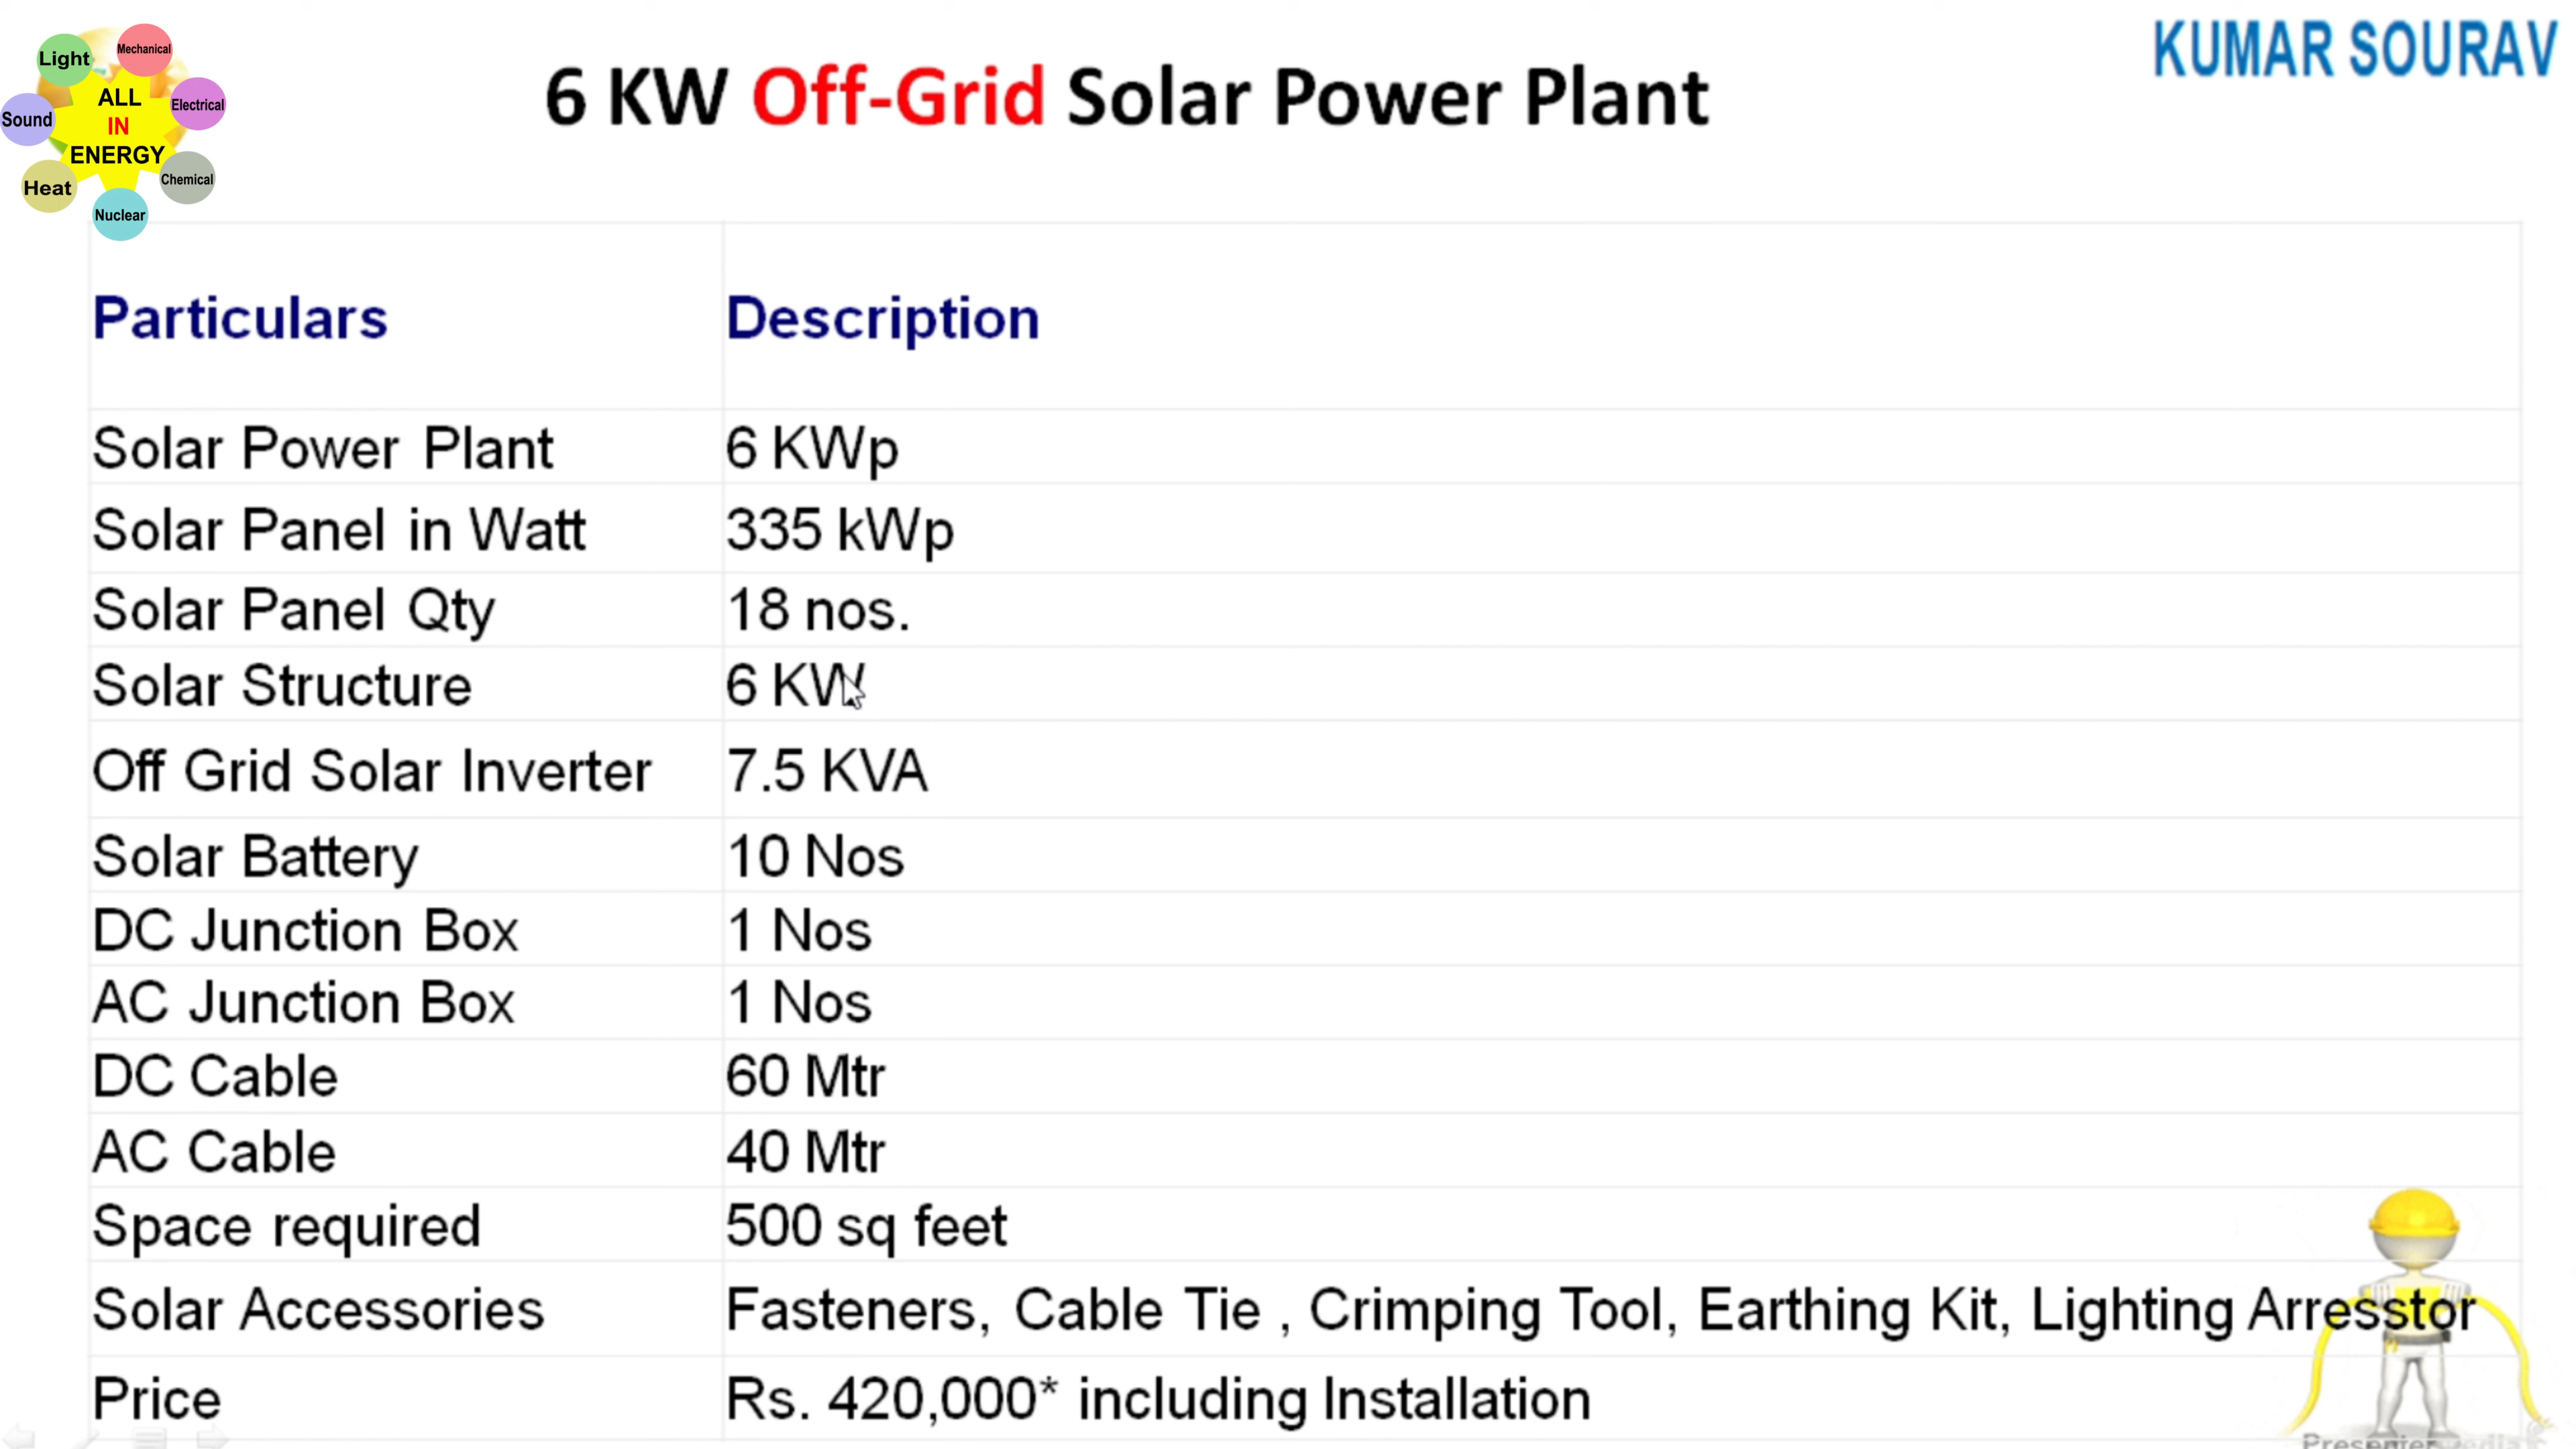 KUMAR SOURAV
6 KW Off-Grid Solar Power Plant
Light
Mechanical
Electrical
Sound
ALL
IN
ENERGY
Heat
Chemical
Nuclear
Particulars Description
Solar Power Plant 6 KWp
Solar Panel in Watt 335 kWp
Solar Panel Qty 18 nos.
Solar Structure 6 KW
Off Grid Solar Inverter 7.5 KVA
Solar Battery 10 Nos
DC Junction Box 1 Nos
AC Junction Box 1 Nos
DC Cable 60 Mtr
AC Cable 40 Mtr
Space required 500 sq feet
Solar Accessories Fasteners, Cable Tie , Crimping Tool, Earthing Kit, Lighting Arresstor
Price Rs. 420,000* including Installation